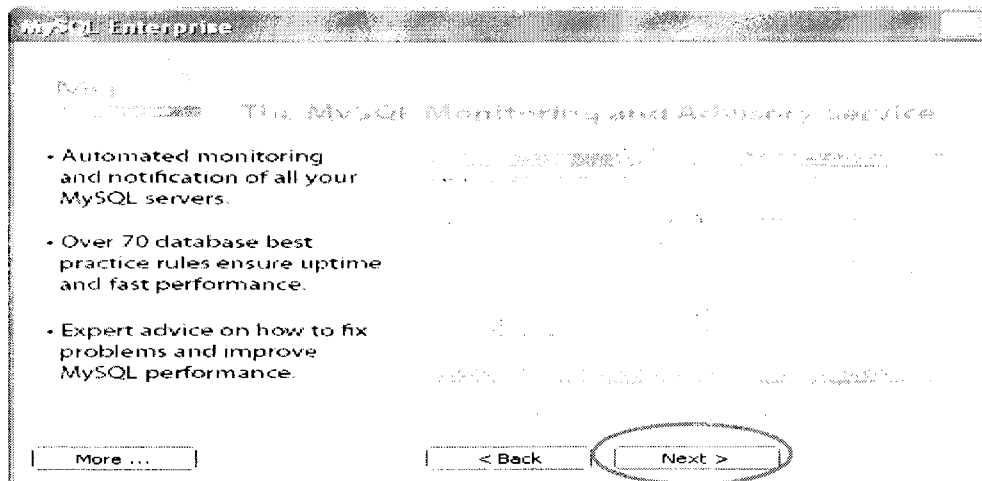 MySQL Enterprise
The MySQL Monitoring and Advisory Service
• Automated monitoring
and notification of all your
MySQL servers.
• Over 70 database best
practice rules ensure uptime
and fast performance.
• Expert advice on how to fix
problems and improve
MySQL performance.
More ...
< Back
Next >